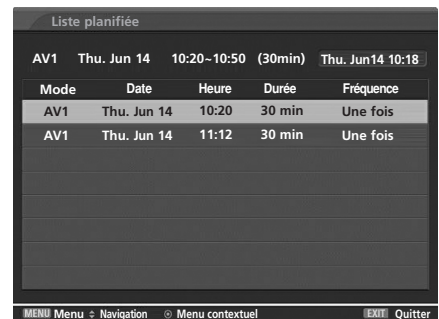 Liste planifiée
AV1 Thu. Jun 14 10:20~10:50 (30min) Thu. Jun14 10:18
Mode Date Heure Durée Fréquence
AV1 Thu. Jun 14 10:20 30 min Une fois
AV1 Thu. Jun 14 11:12 30 min Une fois
MENU Menu Navigation Menu contextuel EXIT Quitter